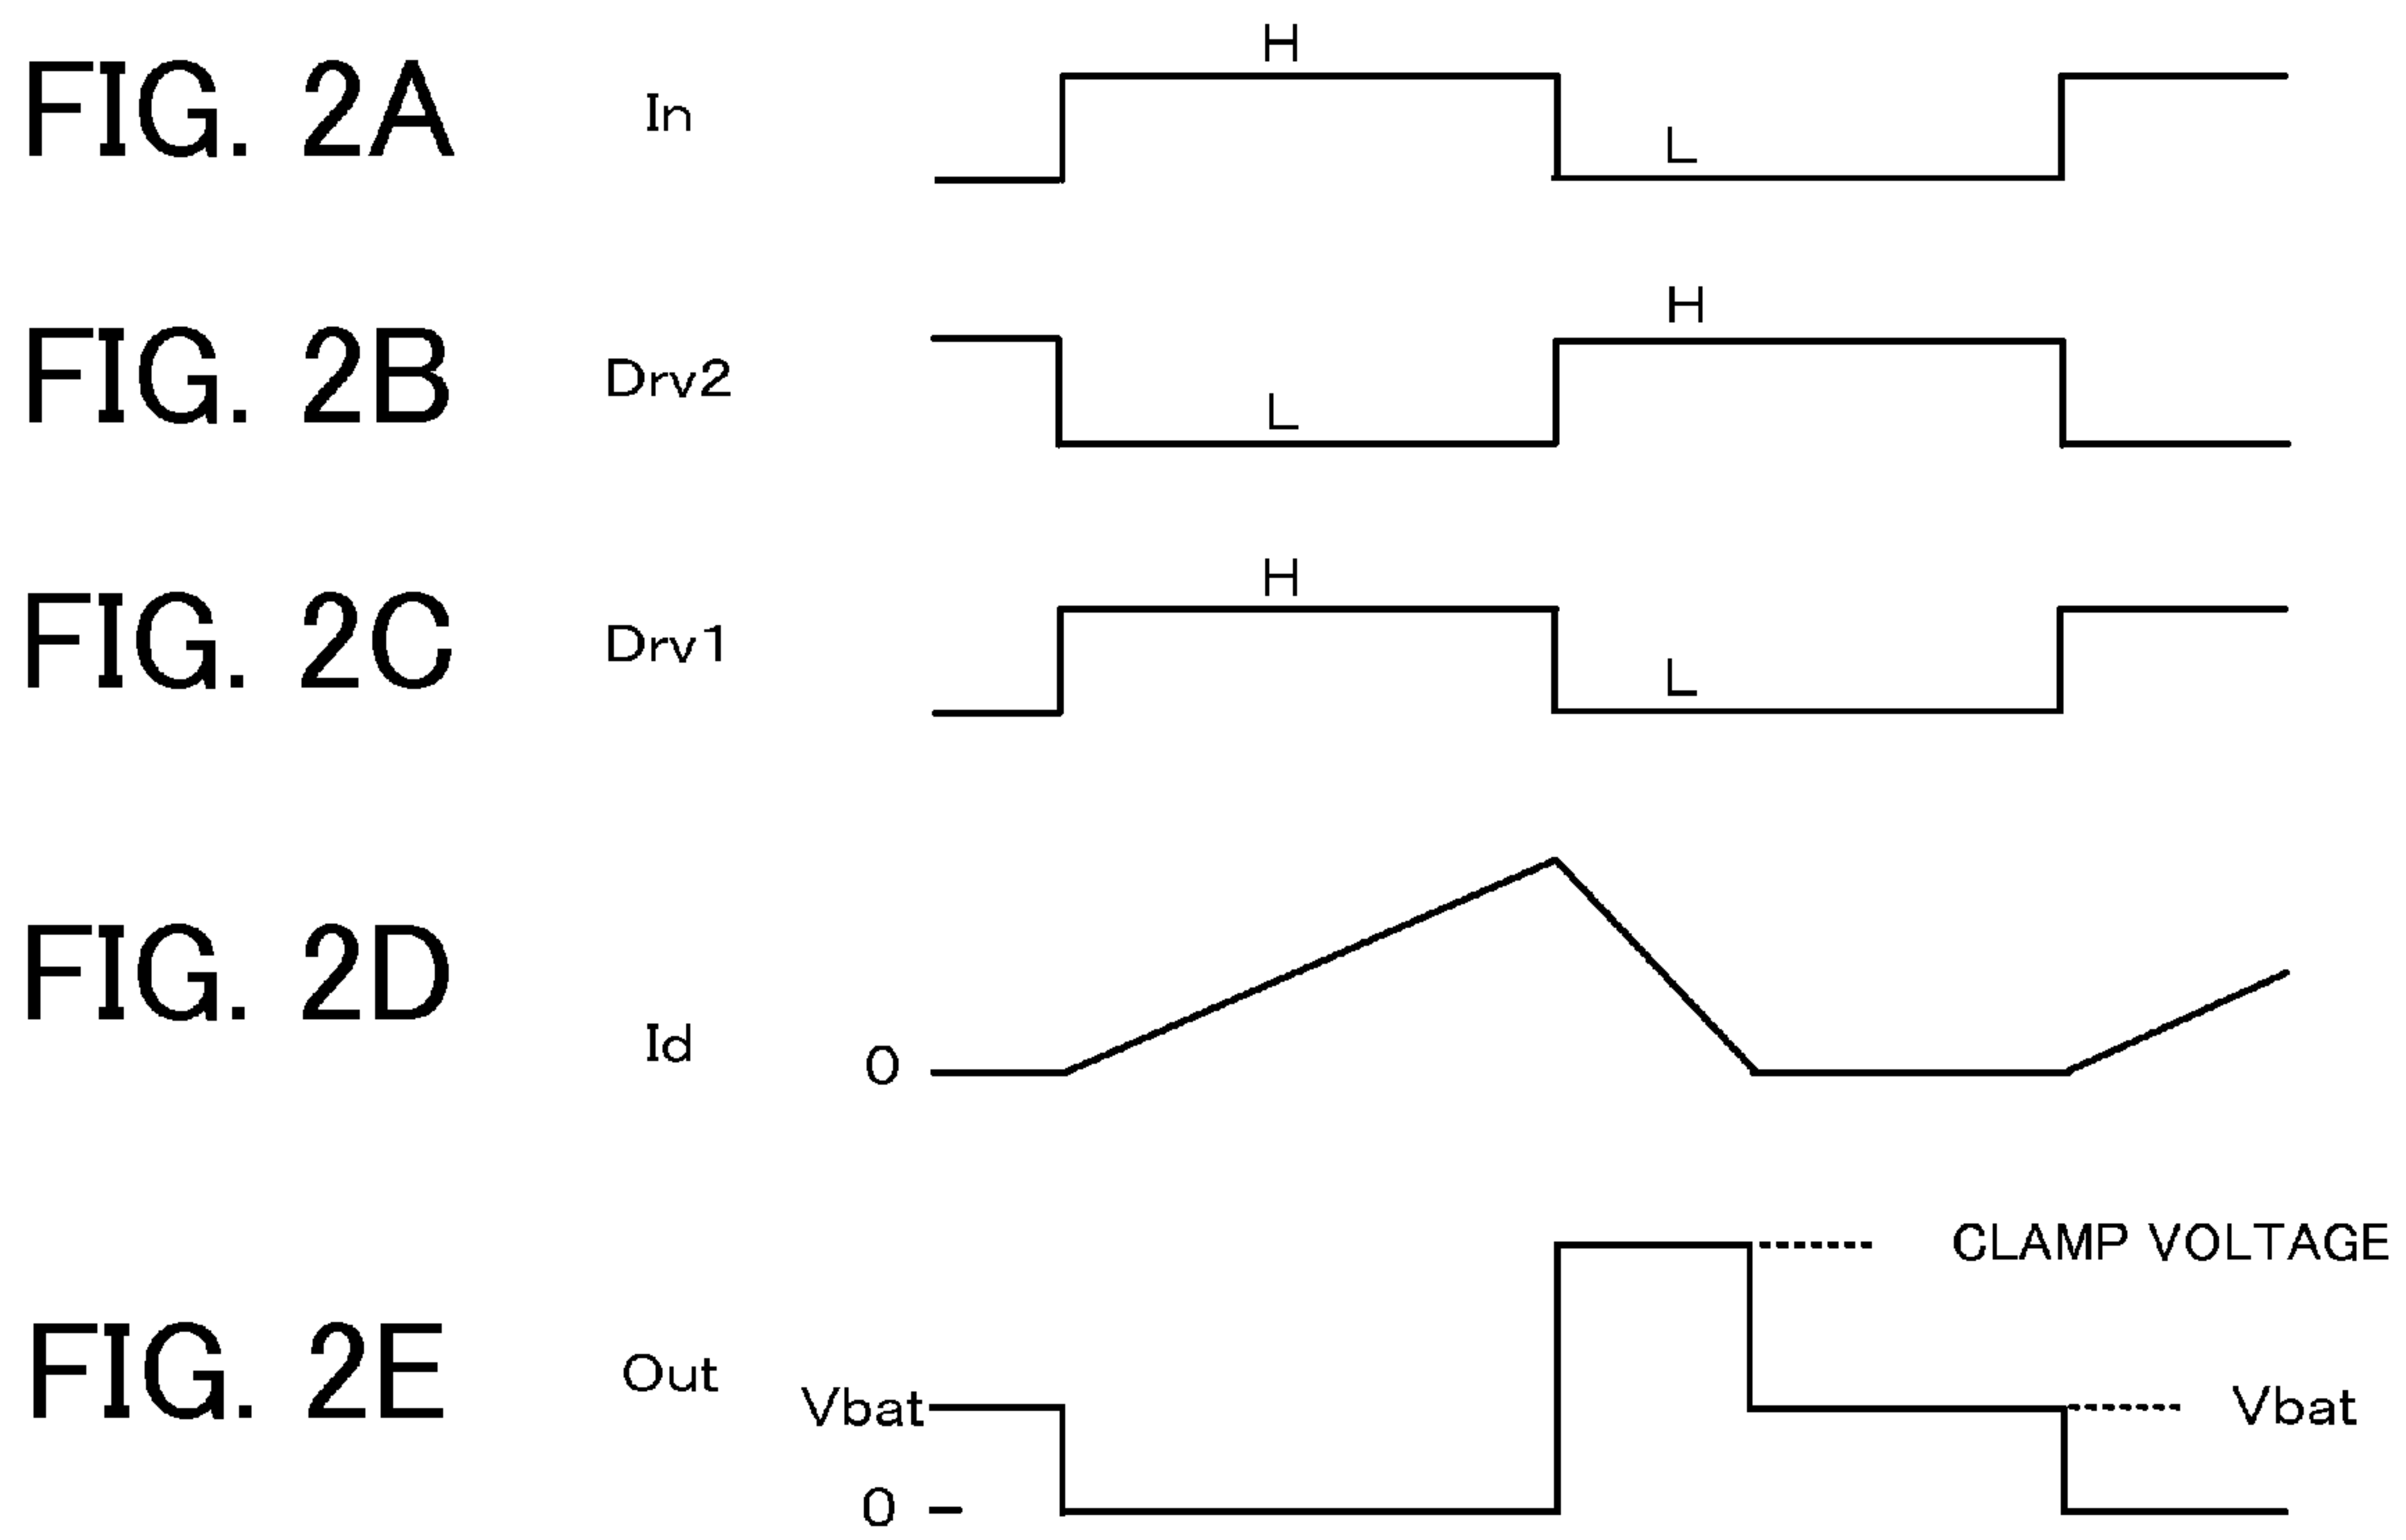 FIG. 2A In H L
FIG. 2B Drv2 L H
FIG. 2C Drv1 H L
FIG. 2D Id 0
FIG. 2E Out Vbat 0 CLAMP VOLTAGE Vbat